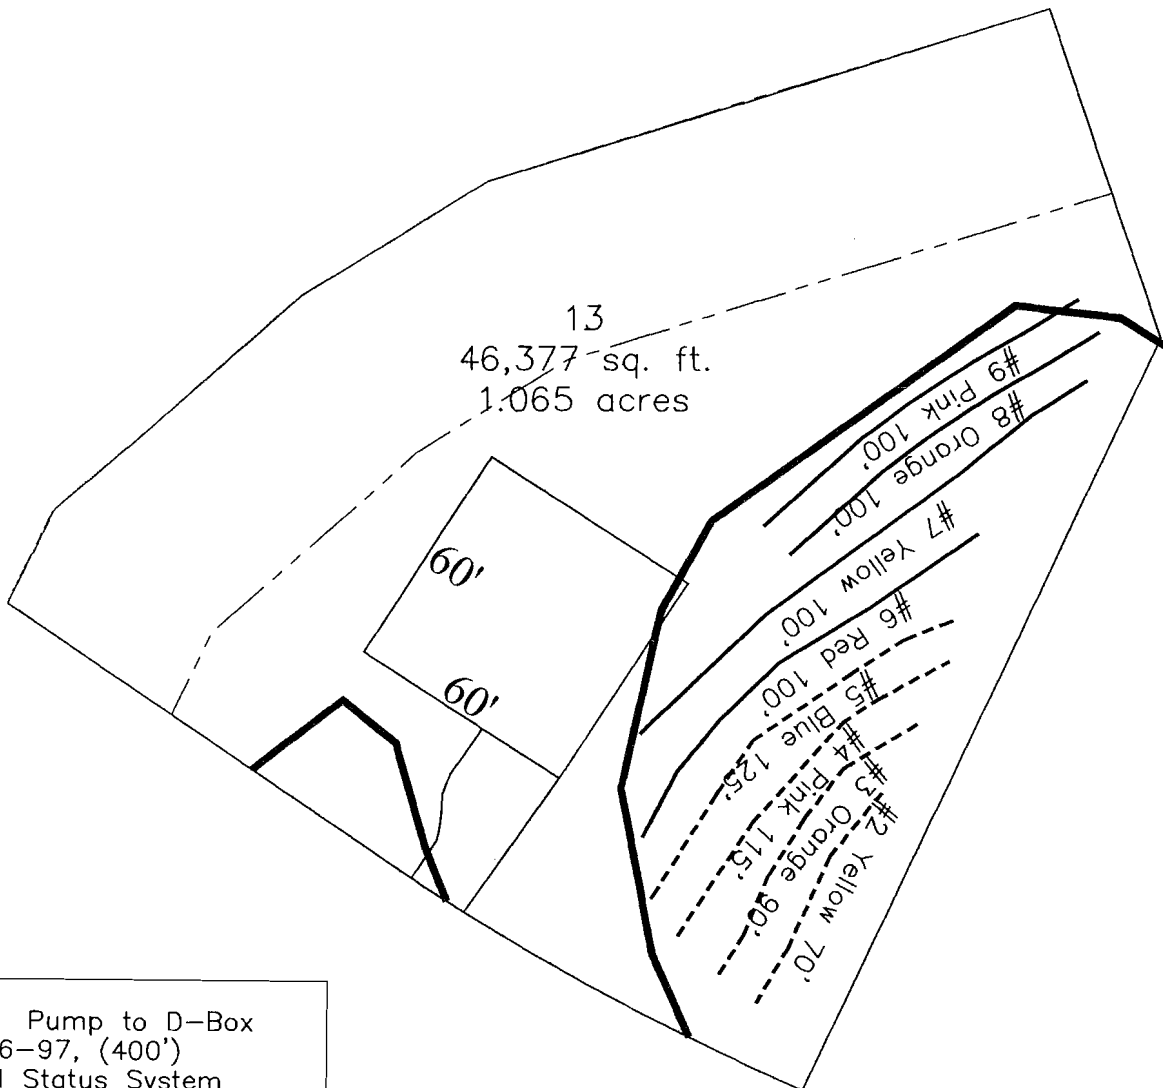 13
46,377 sq. ft.
1.065 acres
60'
60'
#9 Pink 100'
#8 Orange 100'
#7 Yellow 100'
#6 Red 100'
#5 Blue 125'
#4 Pink 115'
#3 Orange 90'
#2 Yellow 70'
Pump to D-Box
6-97, (400')
Status System